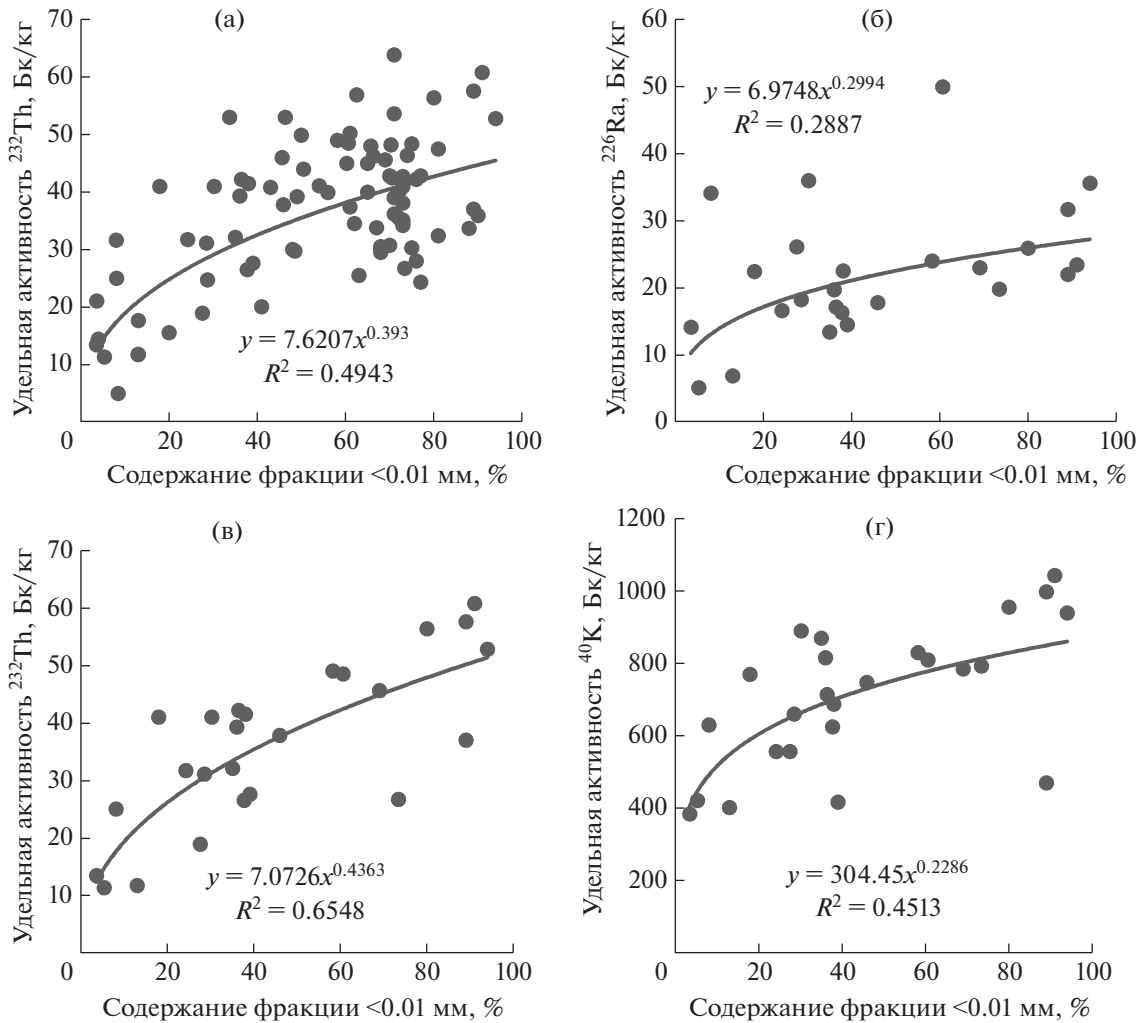 (а)
Удельная активность ²³²Th, Бк/кг
70
60
50
40
30
20
10
0
20
40
60
80
100
y = 7.6207x^0.393
R² = 0.4943
Содержание фракции <0.01 мм, %
(б)
Удельная активность ²²⁶Ra, Бк/кг
60
50
40
30
20
10
0
0
20
40
60
80
100
y = 6.9748x^0.2994
R² = 0.2887
Содержание фракции <0.01 мм, %
(в)
Удельная активность ²³²Th, Бк/кг
70
60
50
40
30
20
10
0
20
40
60
80
100
y = 7.0726x^0.4363
R² = 0.6548
Содержание фракции <0.01 мм, %
(г)
Удельная активность ⁴⁰K, Бк/кг
1200
1000
800
600
400
200
0
20
40
60
80
100
y = 304.45x^0.2286
R² = 0.4513
Содержание фракции <0.01 мм, %